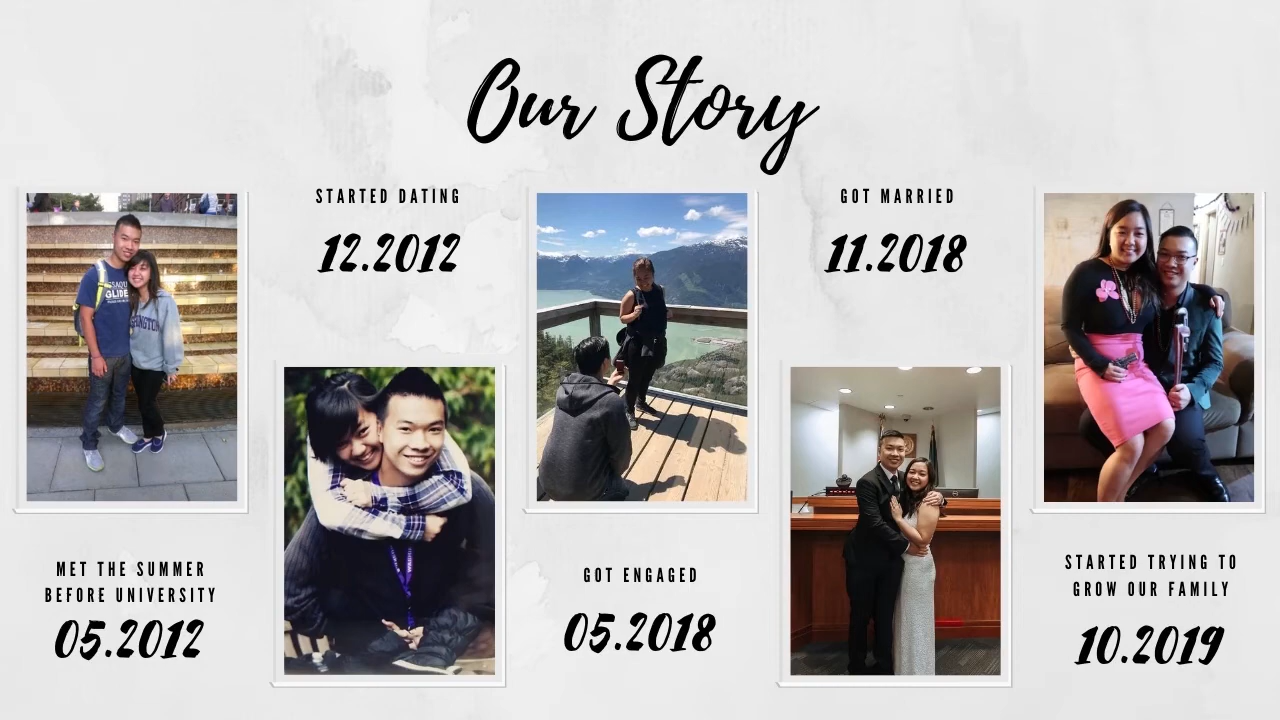 Our Story
STARTED DATING
12.2012
GOT MARRIED
11.2018
MET THE SUMMER
BEFORE UNIVERSITY
05.2012
GOT ENGAGED
05.2018
STARTED TRYING TO
GROW OUR FAMILY
10.2019
GLIDE